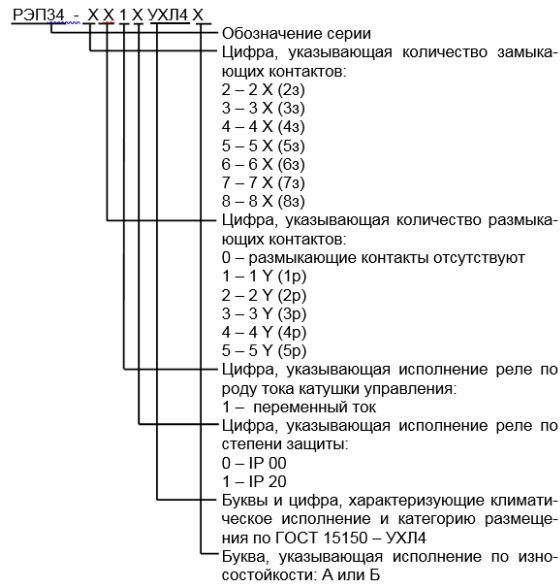 РЭП34 - Х Х 1 Х УХЛ4 Х
Обозначение серии
Цифра, указывающая количество замыка-
ющих контактов:
2 – 2 Х (2з)
3 – 3 Х (3з)
4 – 4 Х (4з)
5 – 5 Х (5з)
6 – 6 Х (6з)
7 – 7 Х (7з)
8 – 8 Х (8з)
Цифра, указывающая количество размыка-
ющих контактов:
0 – размыкающие контакты отсутствуют
1 – 1 Y (1р)
2 – 2 Y (2р)
3 – 3 Y (3р)
4 – 4 Y (4р)
5 – 5 Y (5р)
Цифра, указывающая исполнение реле по
роду тока катушки управления:
1 – переменный ток
Цифра, указывающая исполнение реле по
степени защиты:
0 – IP 00
1 – IP 20
Буквы и цифра, характеризующие климати-
ческое исполнение и категорию размеще-
ния по ГОСТ 15150 – УХЛ4
Буква, указывающая исполнение по изно-
состойкости: А или Б